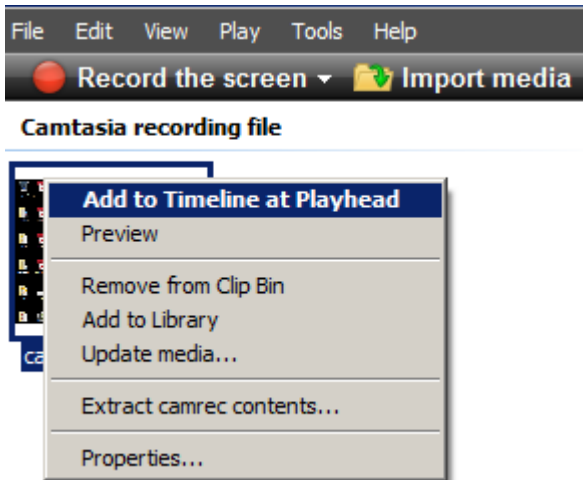 File Edit View Play Tools Help
Record the screen Import media
Camtasia recording file
Add to Timeline at Playhead
Preview
Remove from Clip Bin
Add to Library
Update media...
ca
Extract camrec contents...
Properties...